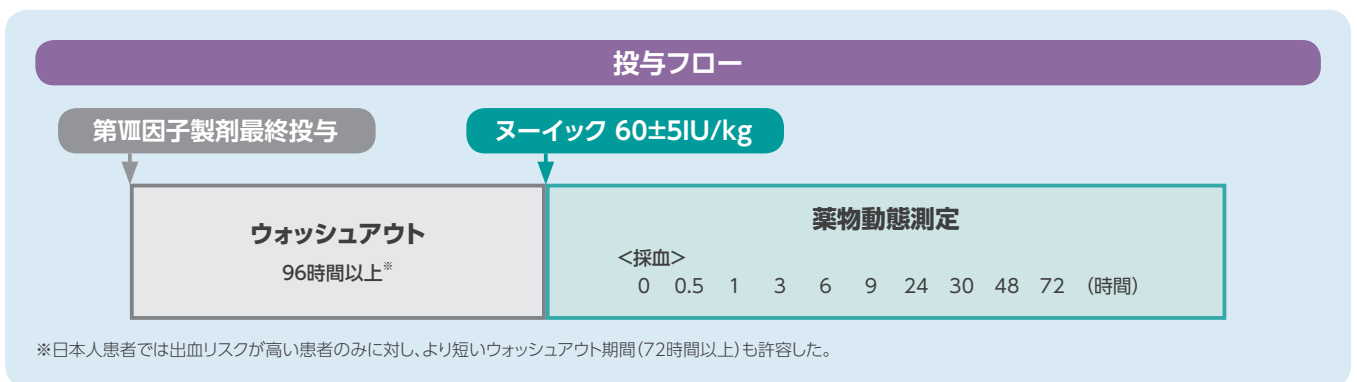 投与フロー
第Ⅷ因子製剤最終投与
ヌーイック 60±5IU/kg
ウォッシュアウト
96時間以上※
薬物動態測定
<採血>
0 0.5 1 3 6 9 24 30 48 72 (時間)
※日本人患者では出血リスクが高い患者のみに対し、より短いウォッシュアウト期間(72時間以上)も許容した。